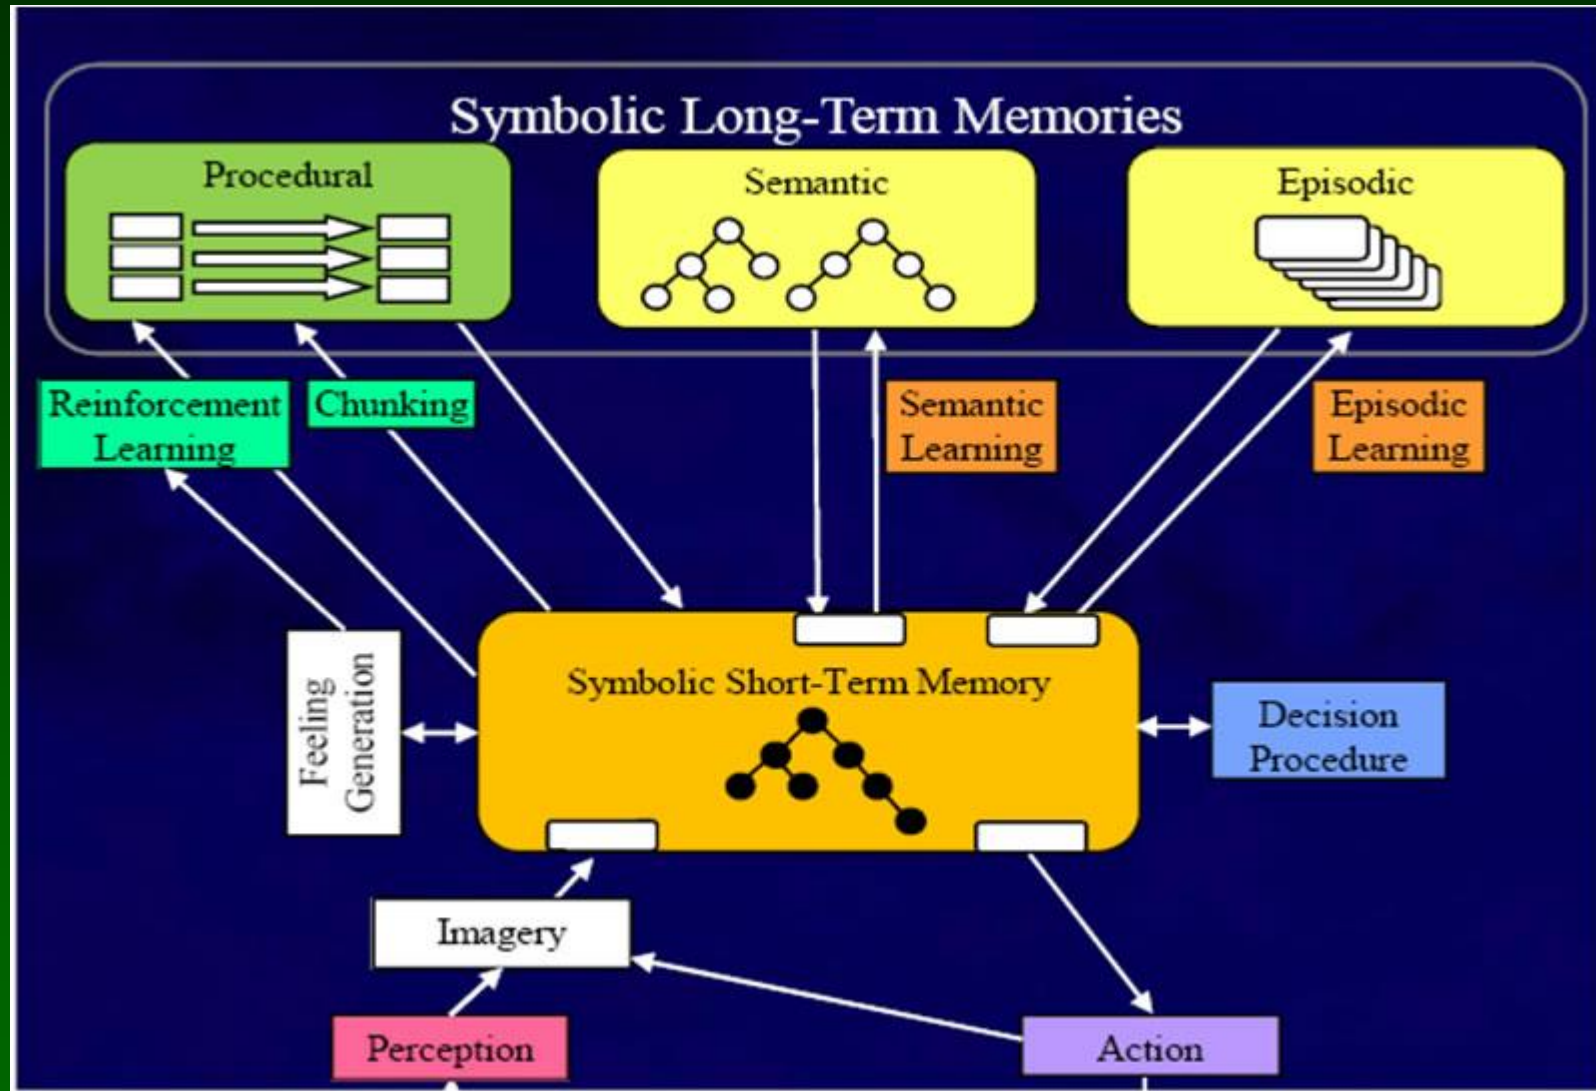 Symbolic Long-Term Memories
Procedural
Semantic
Episodic
Reinforcement
Learning
Chunking
Semantic
Learning
Episodic
Learning
Feeling
Generation
Symbolic Short-Term Memory
Decision
Procedure
Imagery
Perception
Action